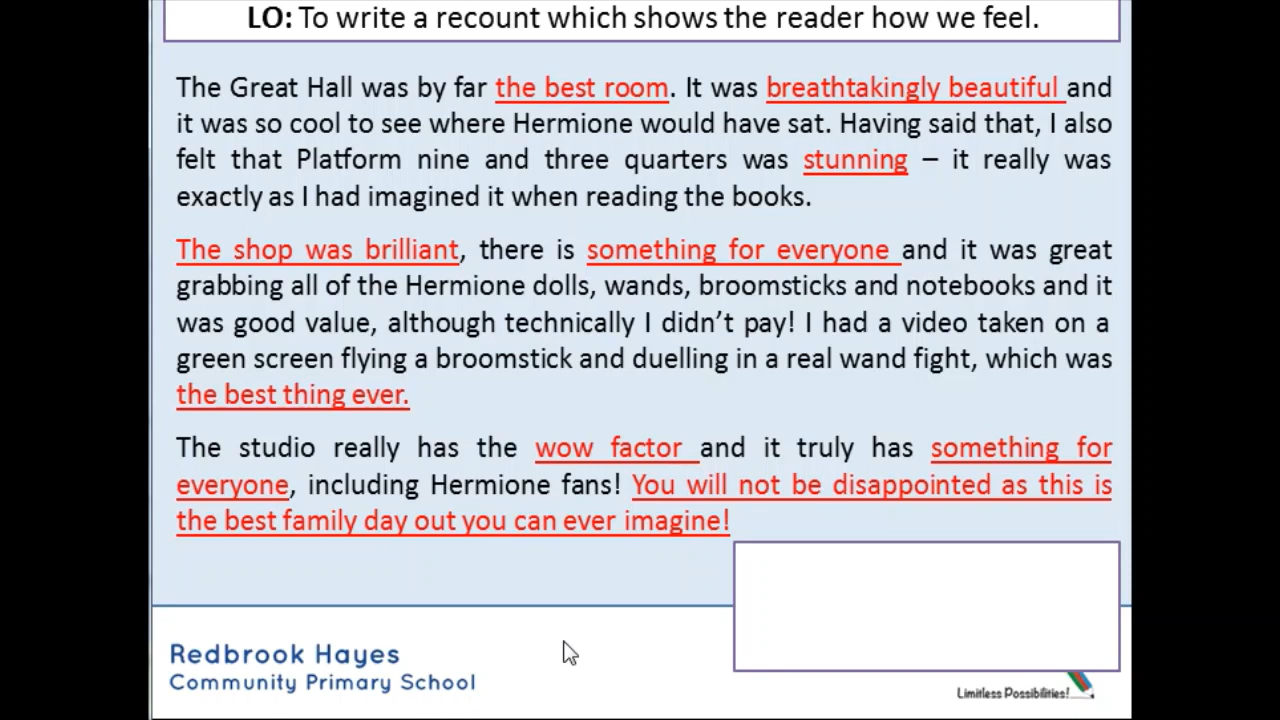 LO: To write a recount which shows the reader how we feel.
The Great Hall was by far the best room. It was breathtakingly beautiful and
it was so cool to see where Hermione would have sat. Having said that, I also
felt that Platform nine and three quarters was stunning – it really was
exactly as I had imagined it when reading the books.
The shop was brilliant, there is something for everyone and it was great
grabbing all of the Hermione dolls, wands, broomsticks and notebooks and it
was good value, although technically I didn’t pay! I had a video taken on a
green screen flying a broomstick and duelling in a real wand fight, which was
the best thing ever.
The studio really has the wow factor and it truly has something for
everyone, including Hermione fans! You will not be disappointed as this is
the best family day out you can ever imagine!
Redbrook Hayes
Community Primary School
Limitless Possibilities!